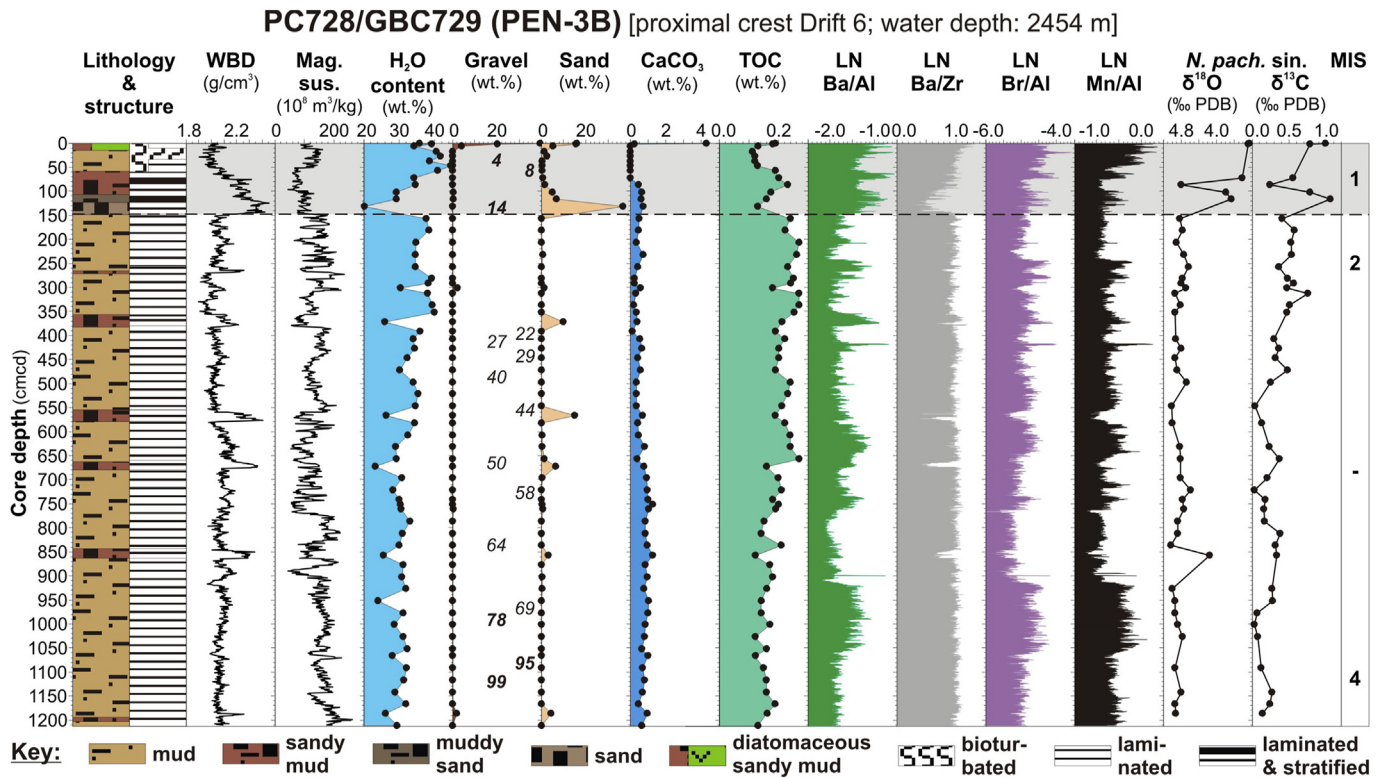 PC728/GBC729 (PEN-3B) [proximal crest Drift 6; water depth: 2454 m]
Lithology & structure
WBD (g/cm³)
Mag. sus. (10⁸ m³/kg)
H₂O content (wt.%)
Gravel (wt.%)
Sand (wt.%)
CaCO₃ (wt.%)
TOC (wt.%)
LN Ba/Al
LN Ba/Zr
LN Br/Al
LN Mn/Al
N. pach. sin.
δ¹⁸O (‰ PDB)
δ¹³C (‰ PDB)
MIS
1.8 2.2
0 200
20 30 40
0 20
0 20
0 2 4
0.0 0.2
-2.0 -1.0
0.0 1.0
-6.0 -4.0
-1.0 0.0
4.8 4.0
0.0 0.5 1.0
Core depth (cmcd)
0
50
100
150
200
250
300
350
400
450
500
550
600
650
700
750
800
850
900
950
1000
1050
1100
1150
1200
4
8
14
22
27
29
40
44
50
58
64
69
78
95
99
1
2
-
4
Key:
mud
sandy mud
muddy sand
sand
diatomaceous sandy mud
biotur-bated
lami-nated
laminated & stratified